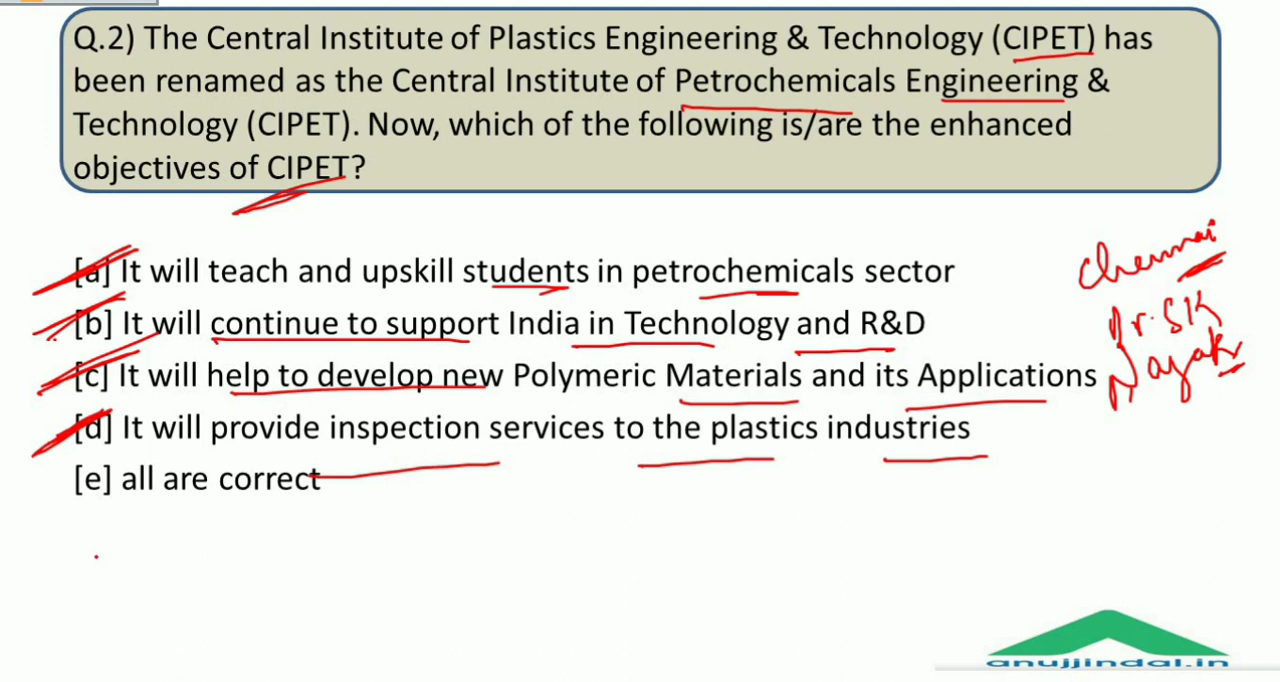 Q.2) The Central Institute of Plastics Engineering & Technology (CIPET) has
been renamed as the Central Institute of Petrochemicals Engineering &
Technology (CIPET). Now, which of the following is/are the enhanced
objectives of CIPET?
[a] It will teach and upskill students in petrochemicals sector
[b] It will continue to support India in Technology and R&D
[c] It will help to develop new Polymeric Materials and its Applications
[d] It will provide inspection services to the plastics industries
[e] all are correct
Chennai
Dr. SK
Nayak
anujjindal.in